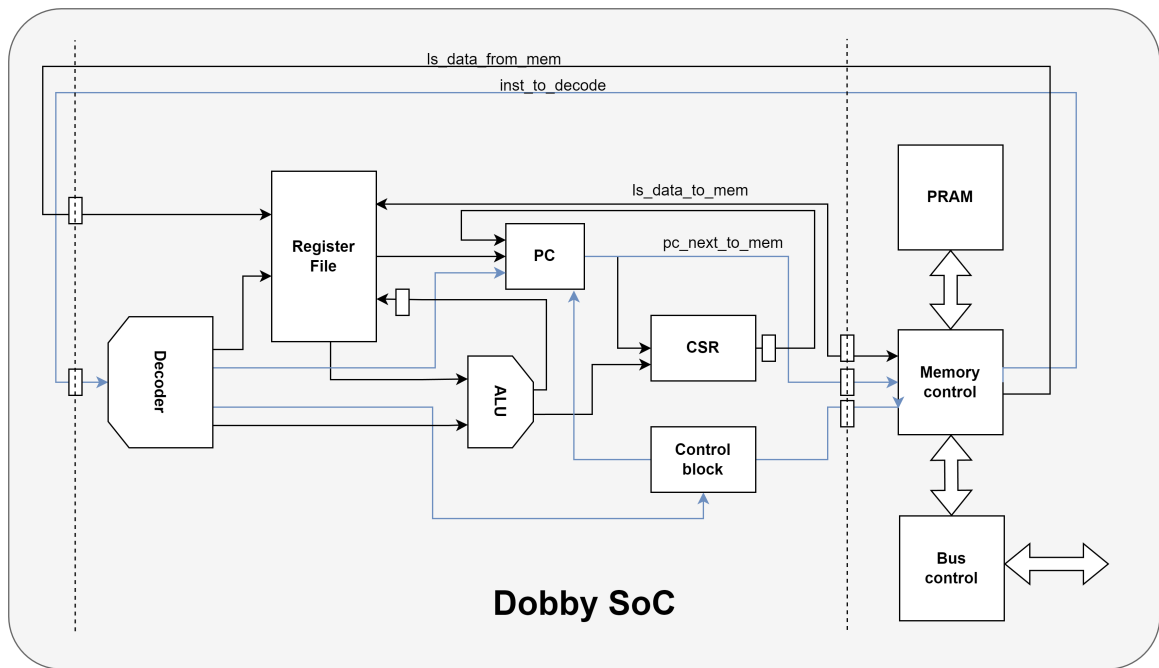 ls_data_from_mem
inst_to_decode
PRAM
ls_data_to_mem
Register
File
PC
pc_next_to_mem
CSR
Decoder
ALU
Memory
control
Control
block
Bus
control
Dobby SoC